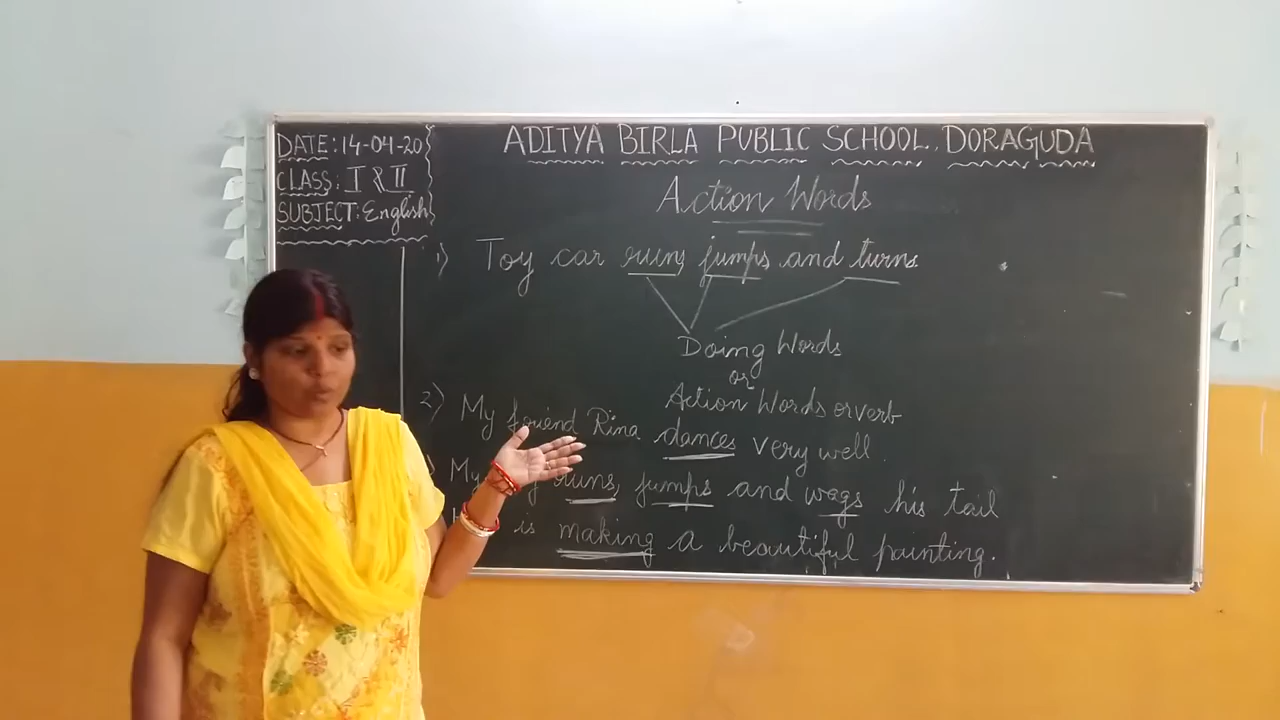 DATE: 14-04-20
CLASS: I & II
SUBJECT: English
ADITYA BIRLA PUBLIC SCHOOL, DORAGUDA
Action Words
1) Toy car runs, jumps and turns.
Doing Words
or
Action Words or verb
2) My friend Rina dances very well.
My runs, jumps and wags his tail
is making a beautiful painting.